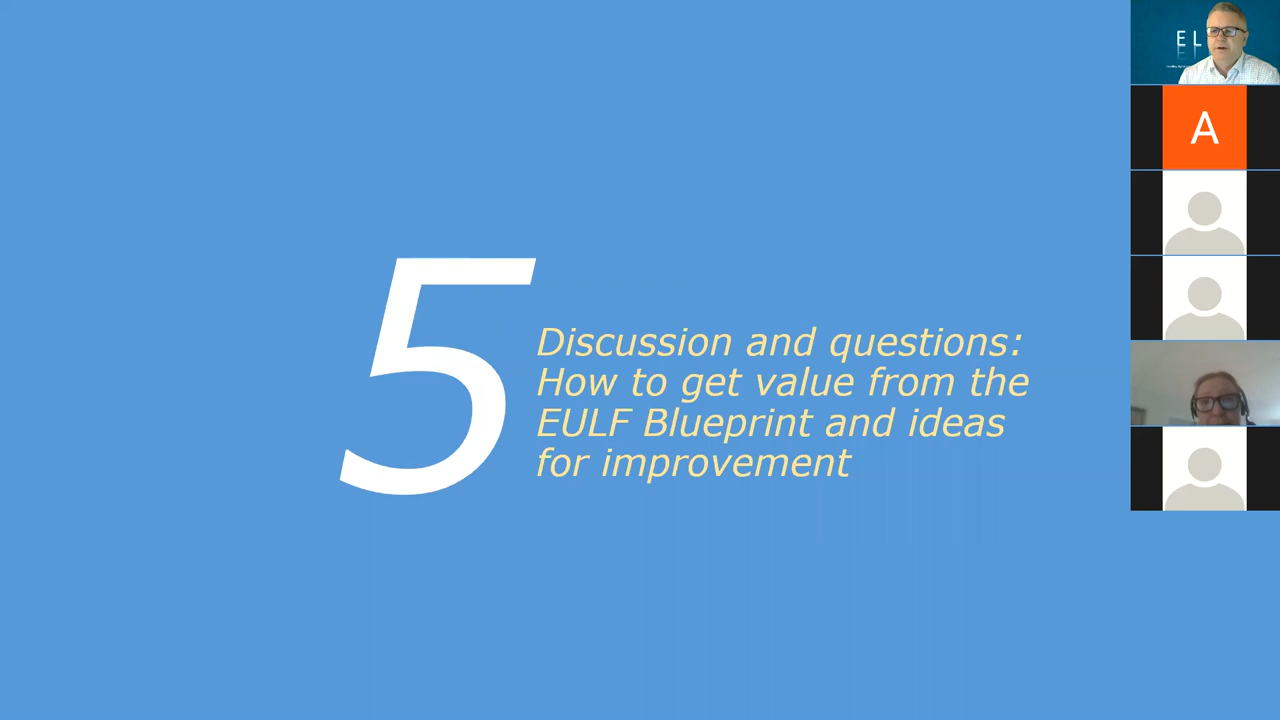 5
Discussion and questions:
How to get value from the
EULF Blueprint and ideas
for improvement
E L
A